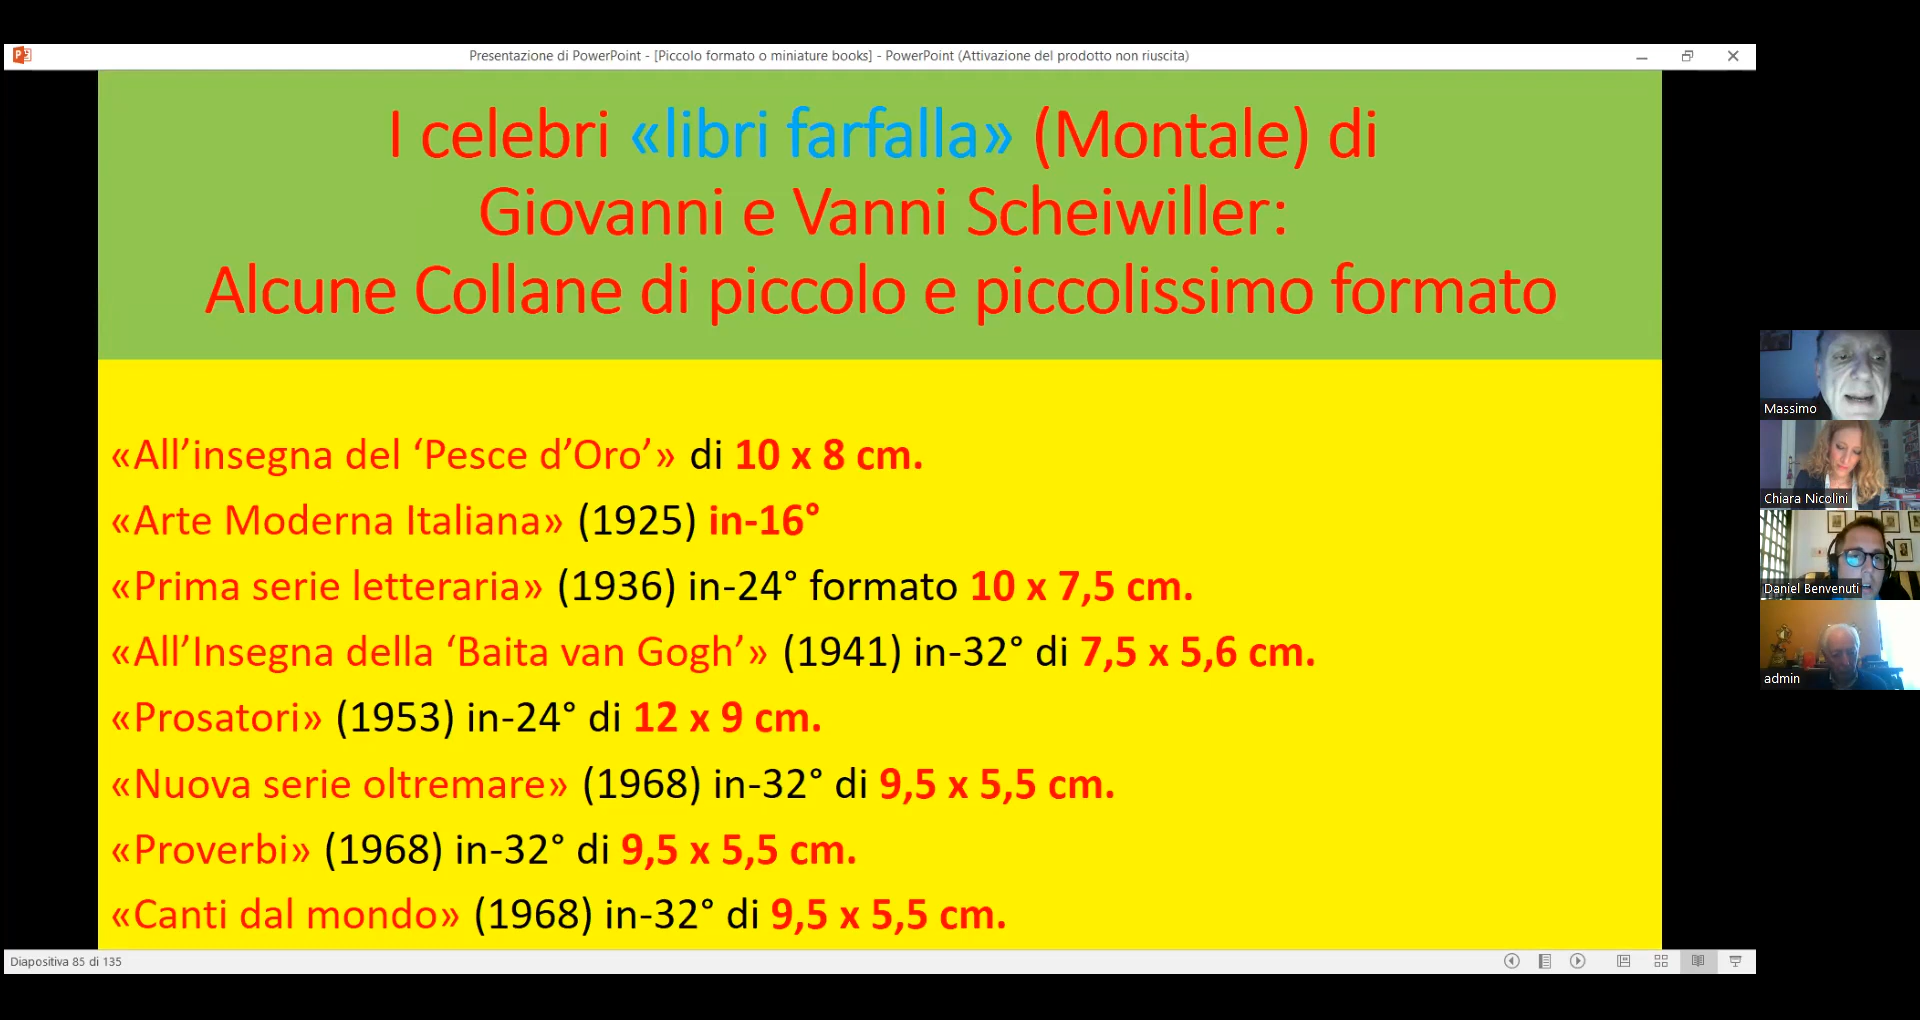 Presentazione di PowerPoint - [Piccolo formato o miniature books] - PowerPoint (Attivazione del prodotto non riuscita)
I celebri «libri farfalla» (Montale) di
Giovanni e Vanni Scheiwiller:
Alcune Collane di piccolo e piccolissimo formato
«All’insegna del ‘Pesce d’Oro’» di 10 x 8 cm.
«Arte Moderna Italiana» (1925) in-16°
«Prima serie letteraria» (1936) in-24° formato 10 x 7,5 cm.
«All’Insegna della ‘Baita van Gogh’» (1941) in-32° di 7,5 x 5,6 cm.
«Prosatori» (1953) in-24° di 12 x 9 cm.
«Nuova serie oltremare» (1968) in-32° di 9,5 x 5,5 cm.
«Proverbi» (1968) in-32° di 9,5 x 5,5 cm.
«Canti dal mondo» (1968) in-32° di 9,5 x 5,5 cm.
Diapositiva 85 di 135
Massimo
Chiara Nicolini
Daniel Benvenuti
admin